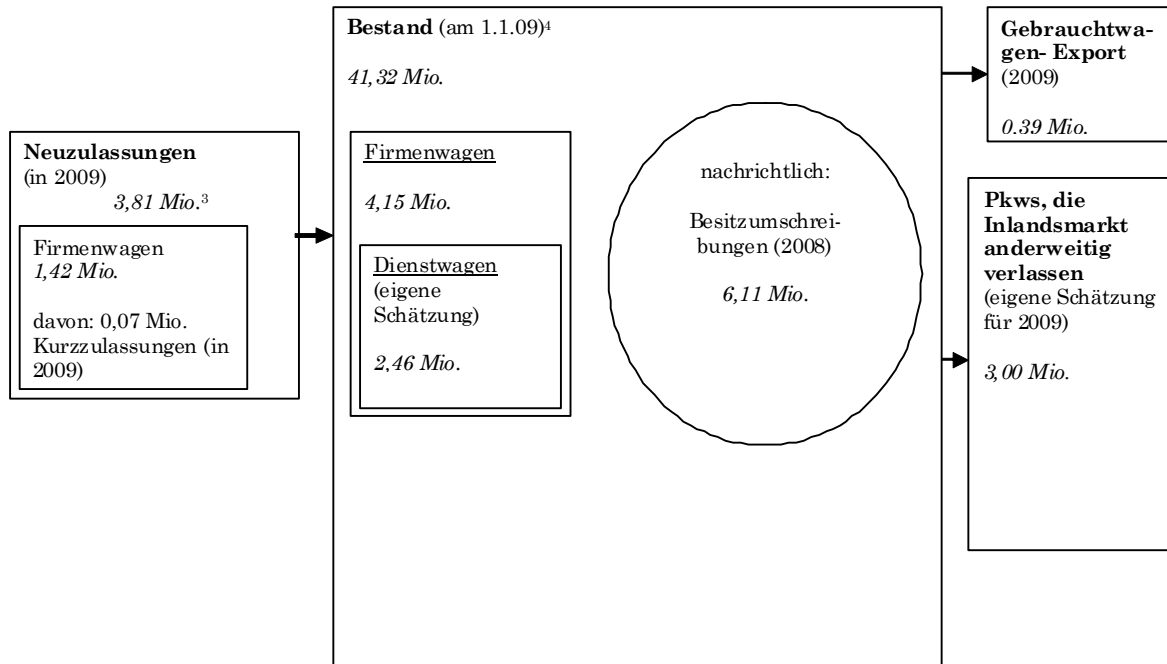 Neuzulassungen
(in 2009)
3,81 Mio.³
Firmenwagen
1,42 Mio.
davon: 0,07 Mio.
Kurzzulassungen (in
2009)
Bestand (am 1.1.09)⁴
41,32 Mio.
Firmenwagen
4,15 Mio.
Dienstwagen
(eigene
Schätzung)
2,46 Mio.
nachrichtlich:
Besitzumschrei-
bungen (2008)
6,11 Mio.
Gebrauchtwa-
gen- Export
(2009)
0.39 Mio.
Pkws, die
Inlandsmarkt
anderweitig
verlassen
(eigene Schätzung
für 2009)
3,00 Mio.